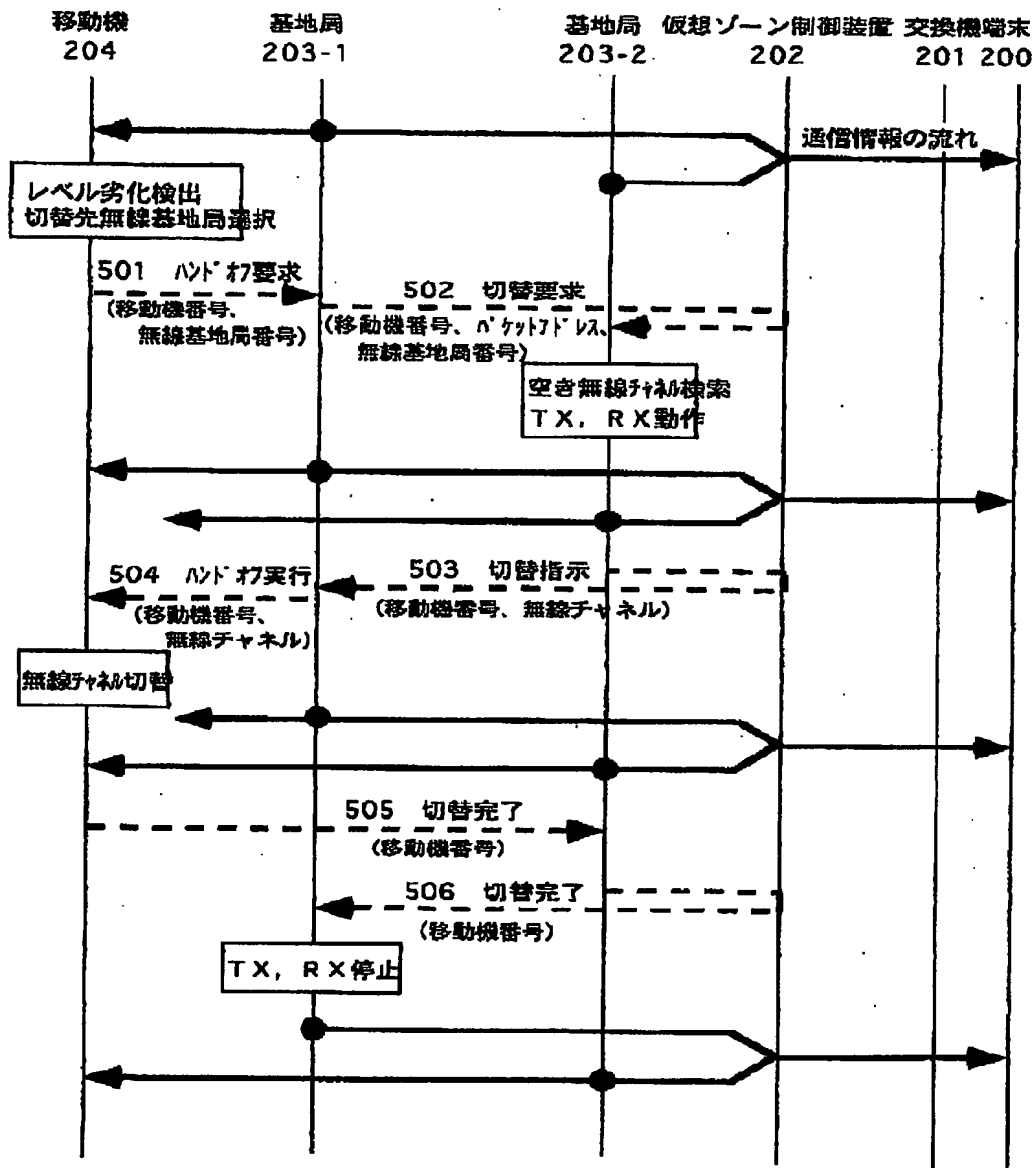 移動機 基地局 基地局 仮想ゾーン制御装置 交換機端末
204 203-1 203-2 202 201 200
通信情報の流れ
レベル劣化検出
切替先無線基地局選択
501 ハンドオフ要求
(移動機番号、
無線基地局番号)
502 切替要求
(移動機番号、パケットアドレス、
無線基地局番号)
空き無線チャネル検索
TX, RX動作
504 ハンドオフ実行
(移動機番号、
無線チャネル)
503 切替指示
(移動機番号、無線チャネル)
無線チャネル切替
505 切替完了
(移動機番号)
506 切替完了
(移動機番号)
TX, RX停止